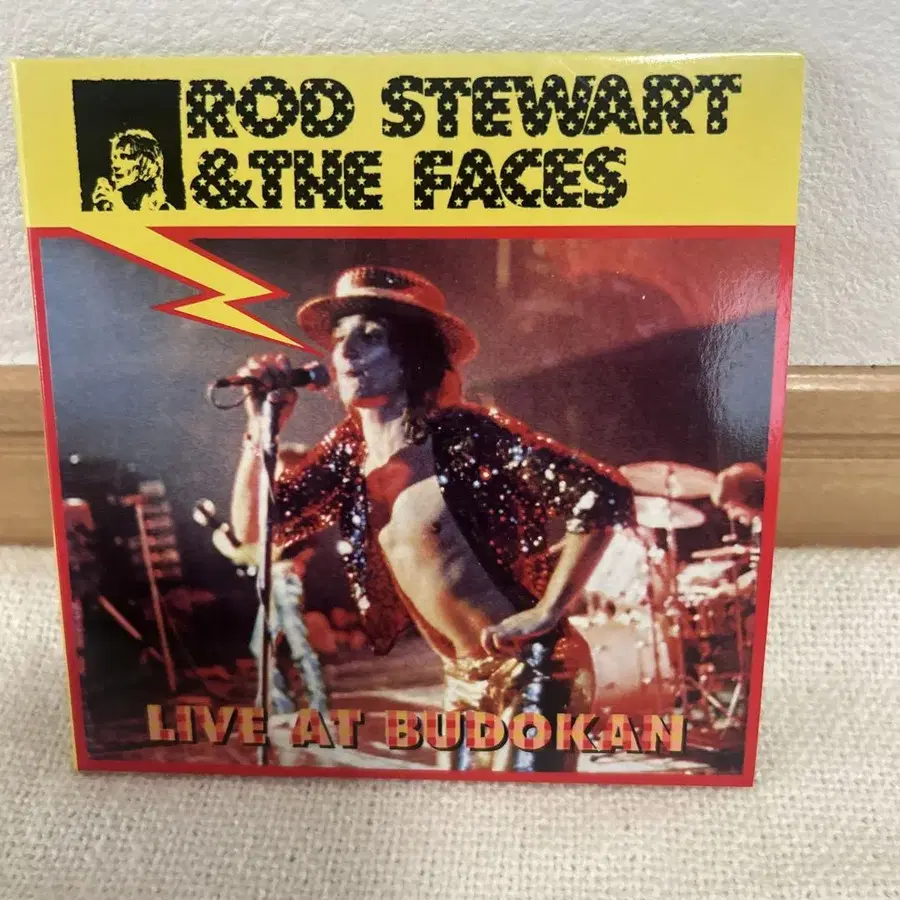 ROD STEWART
&THE FACES
LIVE AT BUDOKAN